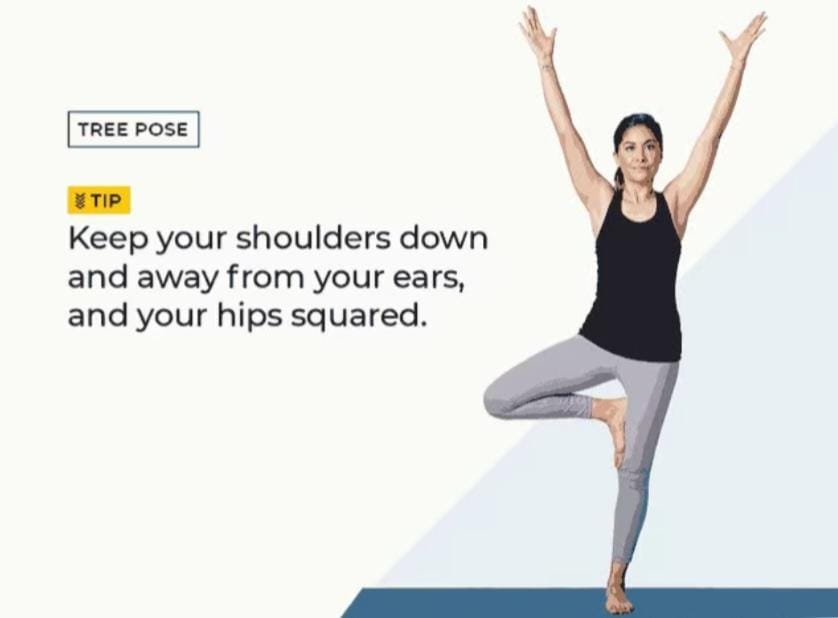 TREE POSE
TIP
Keep your shoulders down
and away from your ears,
and your hips squared.